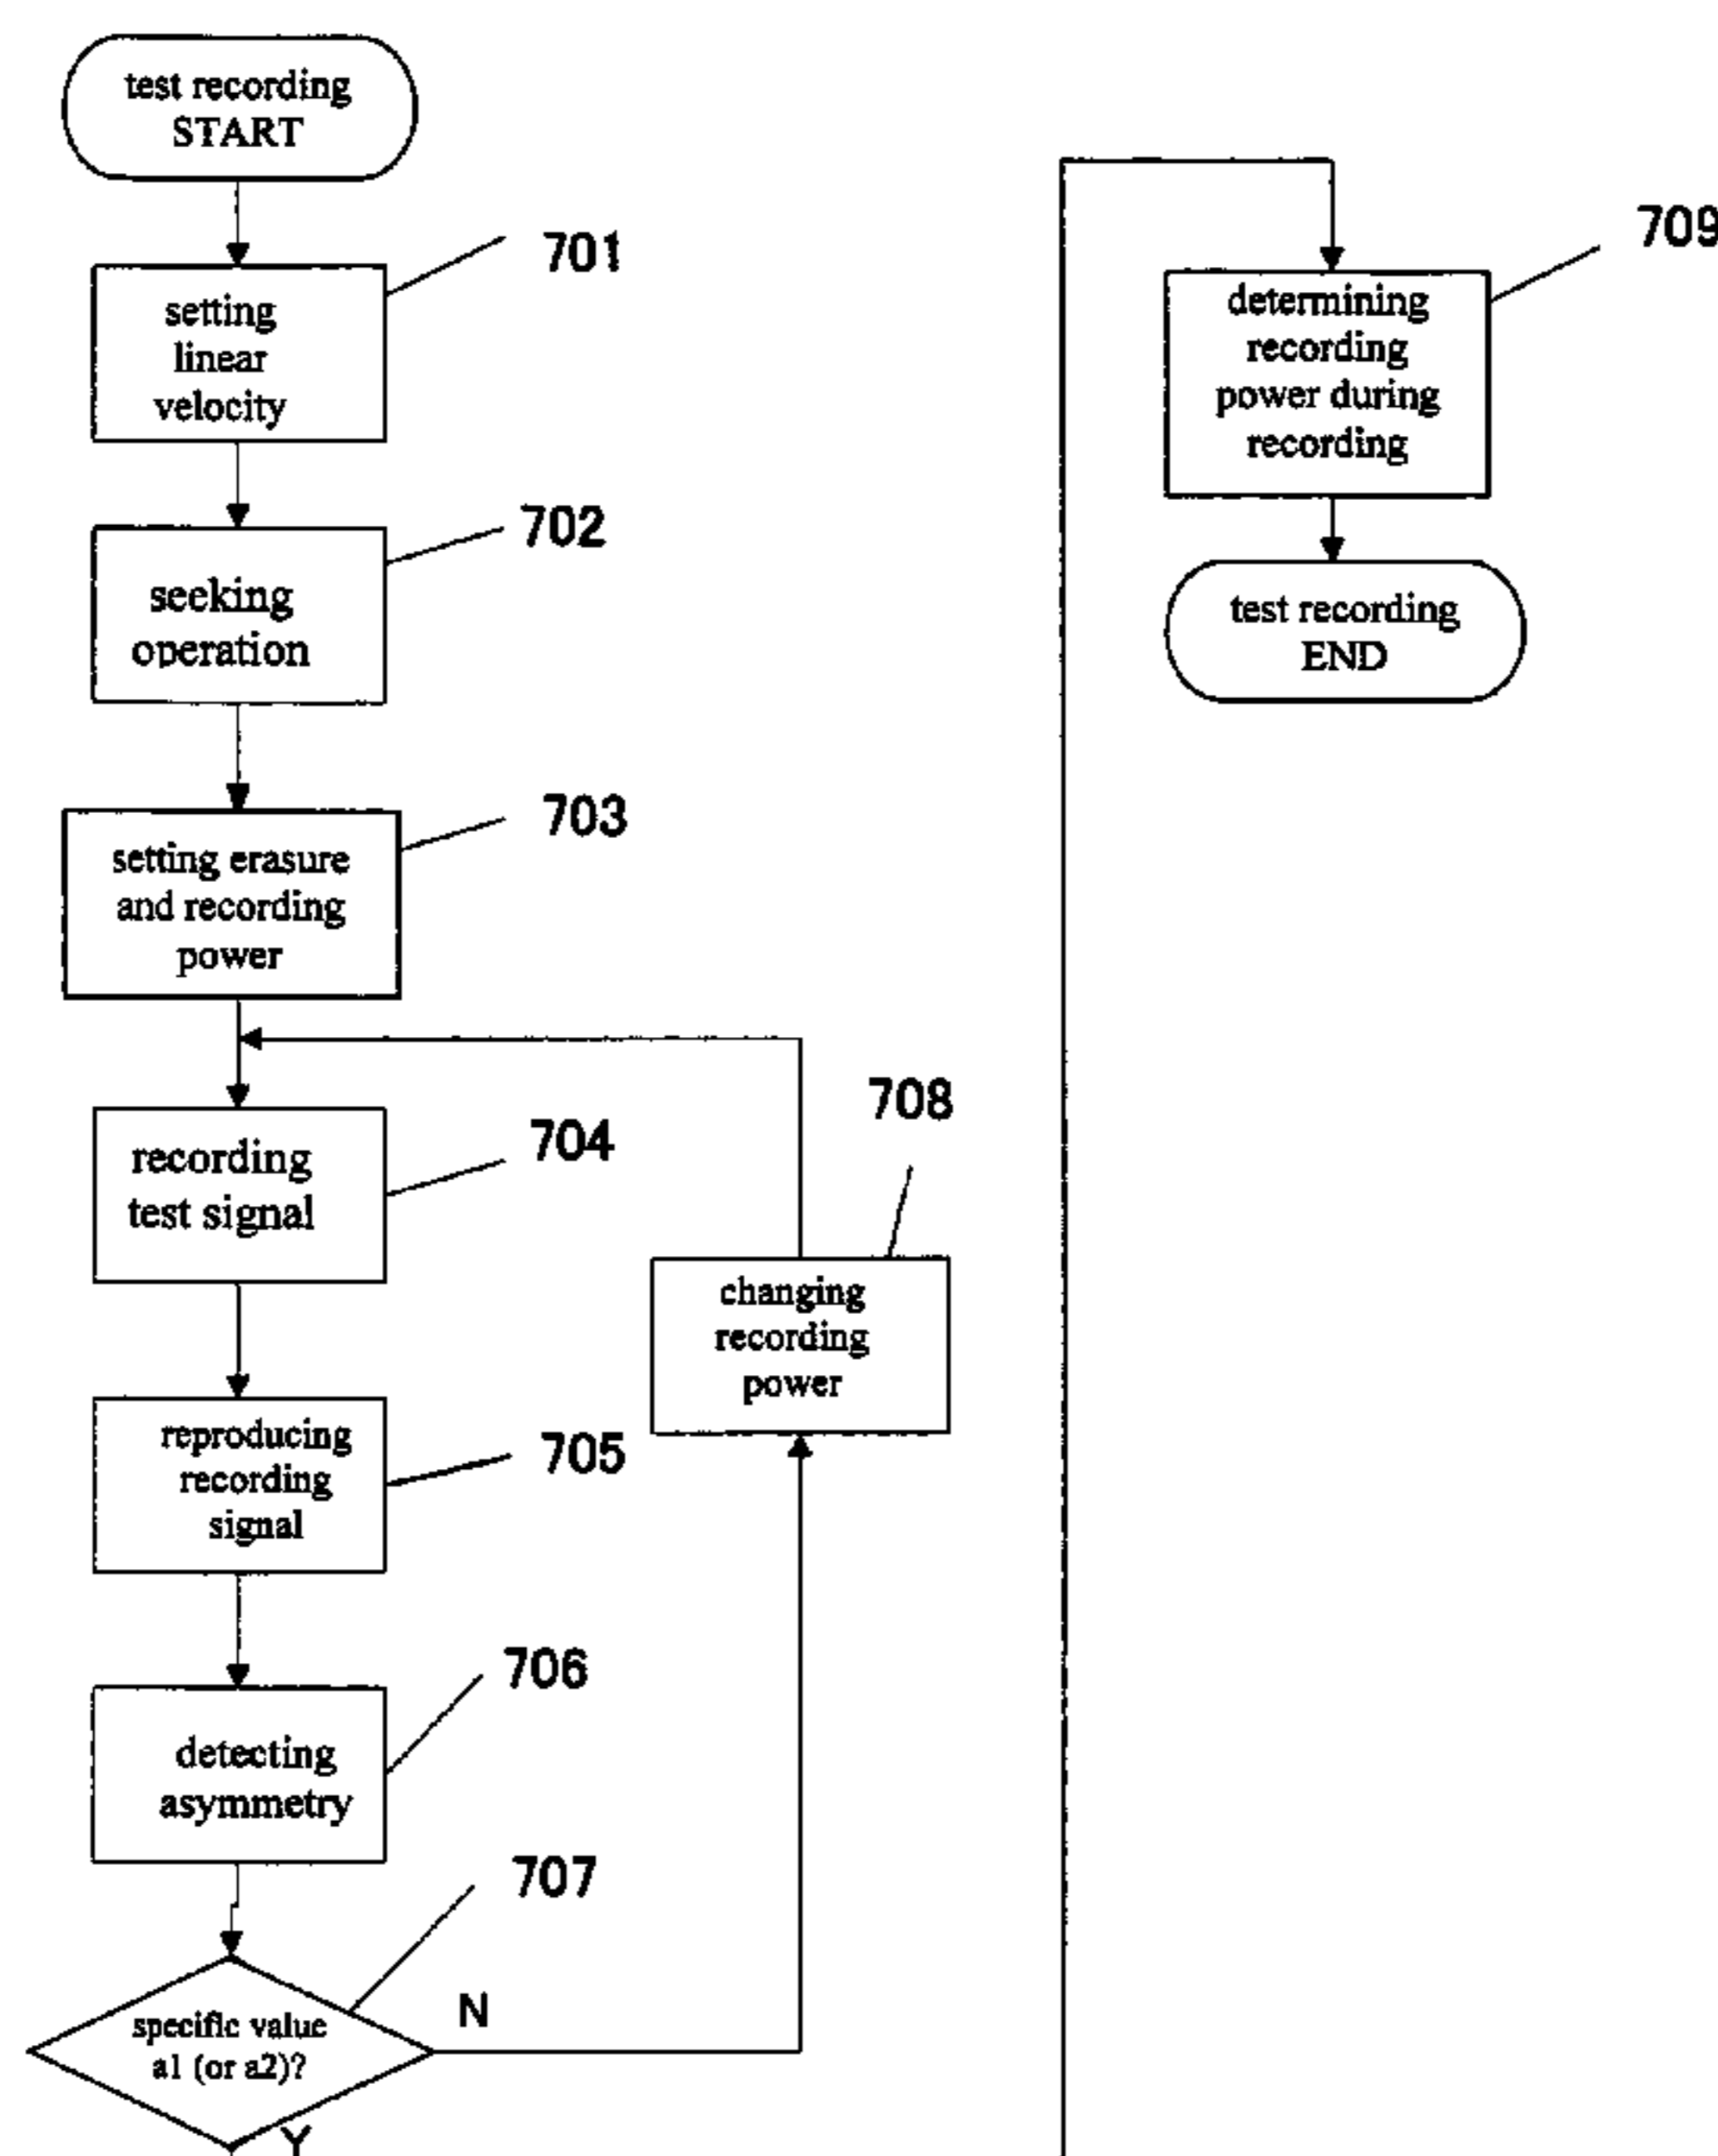 test recording
START
701
setting
linear
velocity
702
seeking
operation
703
setting erasure
and recording
power
704
recording
test signal
705
reproducing
recording
signal
706
detecting
asymmetry
707
specific value
a1 (or a2)?
N
Y
708
changing
recording
power
709
determining
recording
power during
recording
test recording
END